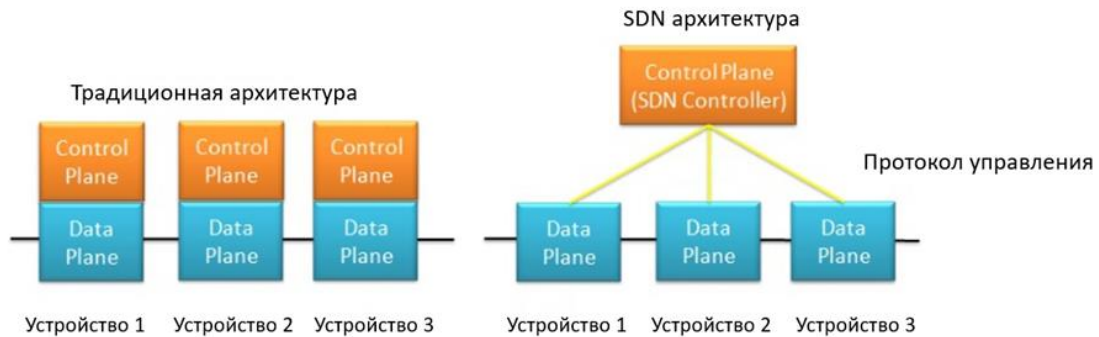 Традиционная архитектура
Control
Plane
Control
Plane
Control
Plane
Data
Plane
Data
Plane
Data
Plane
Устройство 1
Устройство 2
Устройство 3
SDN архитектура
Control Plane
(SDN Controller)
Протокол управления
Data
Plane
Data
Plane
Data
Plane
Устройство 1
Устройство 2
Устройство 3